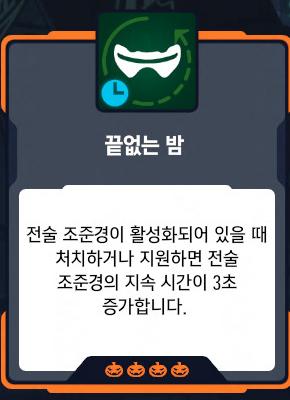 끝없는 밤
전술 조준경이 활성화되어 있을 때
처치하거나 지원하면 전술
조준경의 지속 시간이 3초
증가합니다.